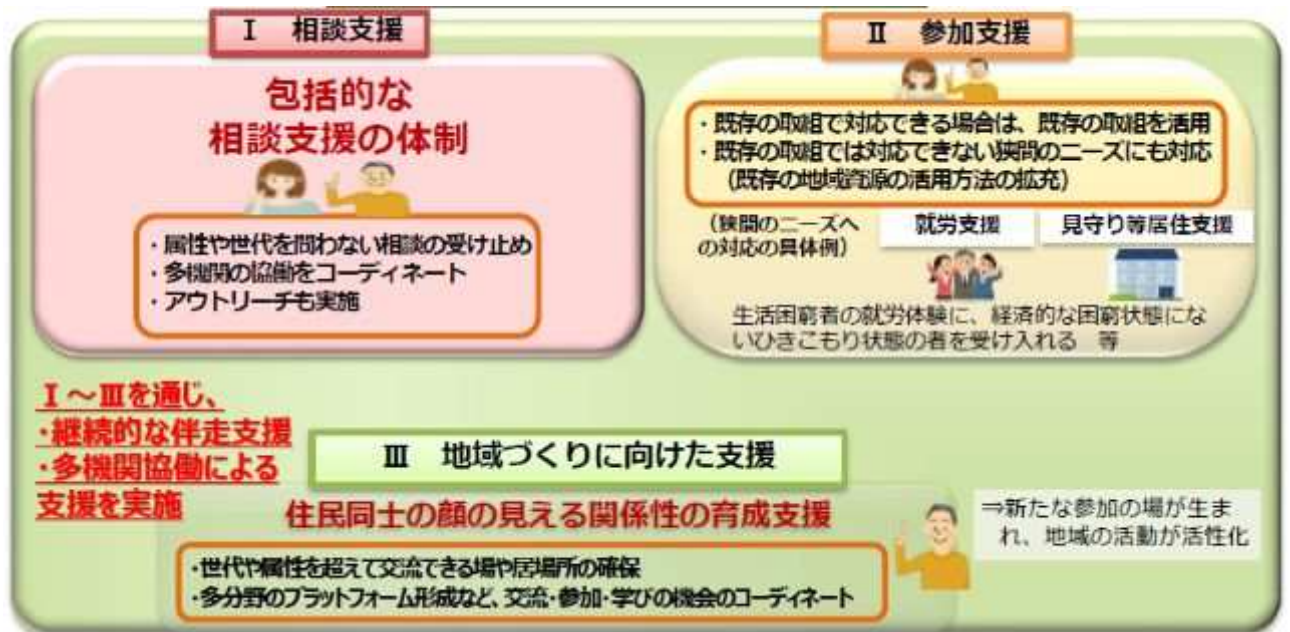 Ⅰ 相談支援
包括的な
相談支援の体制
・属性や世代を問わない相談の受け止め
・多機関の協働をコーディネート
・アウトリーチも実施
Ⅱ 参加支援
・既存の取組で対応できる場合は、既存の取組を活用
・既存の取組では対応できない狭間のニーズにも対応
（既存の地域資源の活用方法の拡充）
（狭間のニーズへ
の対応の具体例）
就労支援
見守り等居住支援
生活困窮者の就労体験に、経済的な困窮状態にな
いひきこもり状態の者を受け入れる 等
Ⅰ～Ⅲを通じ、
・継続的な伴走支援
・多機関協働による
支援を実施
Ⅲ 地域づくりに向けた支援
住民同士の顔の見える関係性の育成支援
・世代や属性を超えて交流できる場や居場所の確保
・多分野のプラットフォーム形成など、交流・参加・学びの機会のコーディネート
⇒新たな参加の場が生ま
れ、地域の活動が活性化